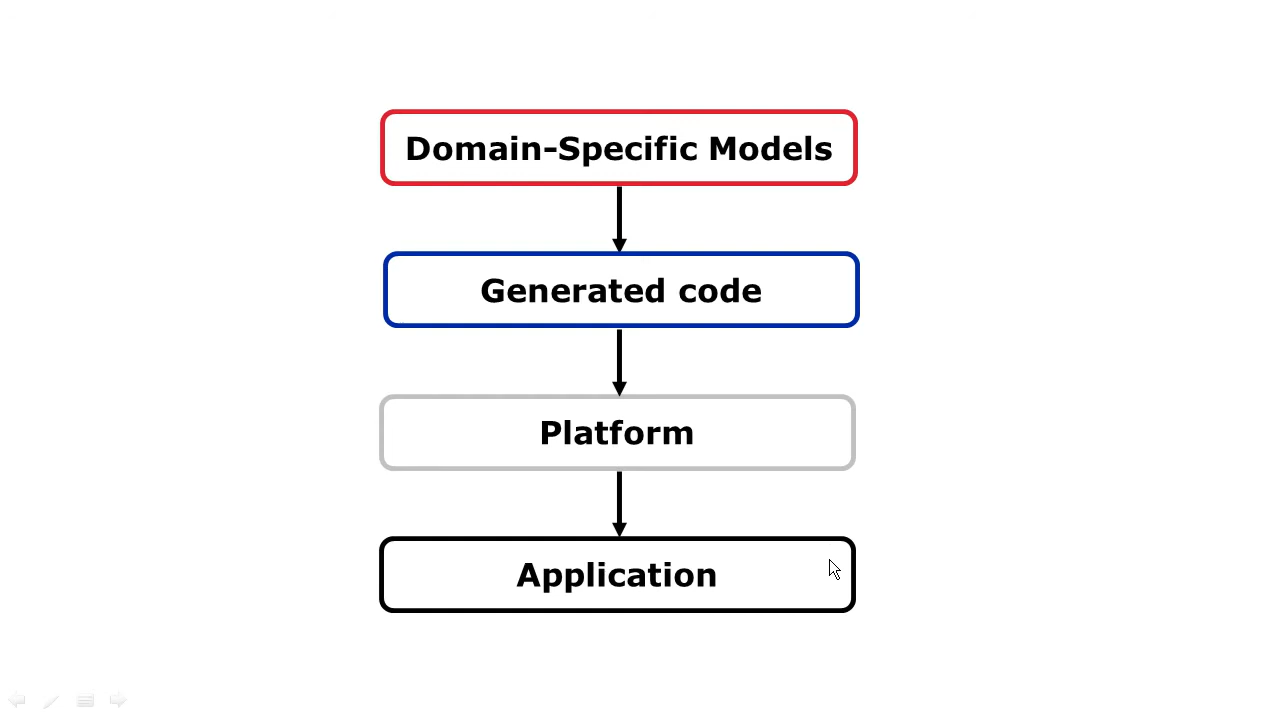 Domain-Specific Models
Generated code
Platform
Application